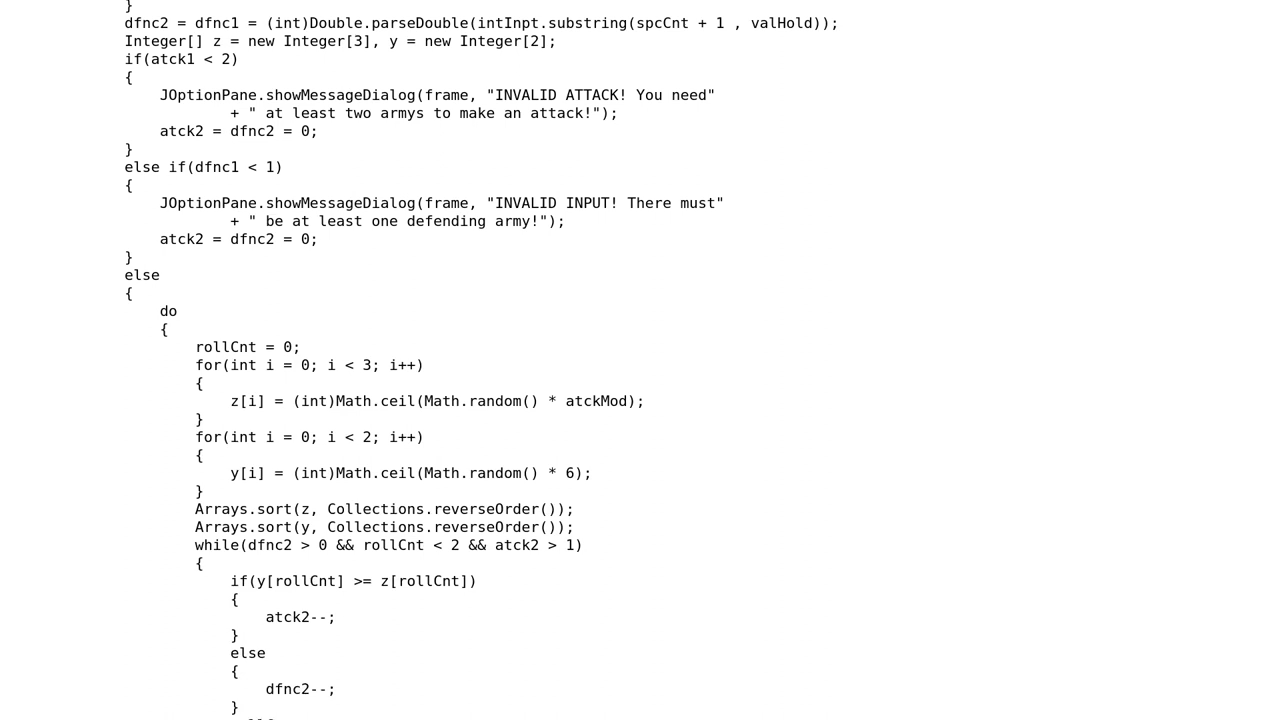 }
dfnc2 = dfnc1 = (int)Double.parseDouble(intInpt.substring(spcCnt + 1 , valHold));
Integer[] z = new Integer[3], y = new Integer[2];
if(atck1 < 2)
{
JOptionPane.showMessageDialog(frame, "INVALID ATTACK! You need"
+ " at least two armys to make an attack!");
atck2 = dfnc2 = 0;
}
else if(dfnc1 < 1)
{
JOptionPane.showMessageDialog(frame, "INVALID INPUT! There must"
+ " be at least one defending army!");
atck2 = dfnc2 = 0;
}
else
{
do
{
rollCnt = 0;
for(int i = 0; i < 3; i++)
{
z[i] = (int)Math.ceil(Math.random() * atckMod);
}
for(int i = 0; i < 2; i++)
{
y[i] = (int)Math.ceil(Math.random() * 6);
}
Arrays.sort(z, Collections.reverseOrder());
Arrays.sort(y, Collections.reverseOrder());
while(dfnc2 > 0 && rollCnt < 2 && atck2 > 1)
{
if(y[rollCnt] >= z[rollCnt])
{
atck2--;
}
else
{
dfnc2--;
}